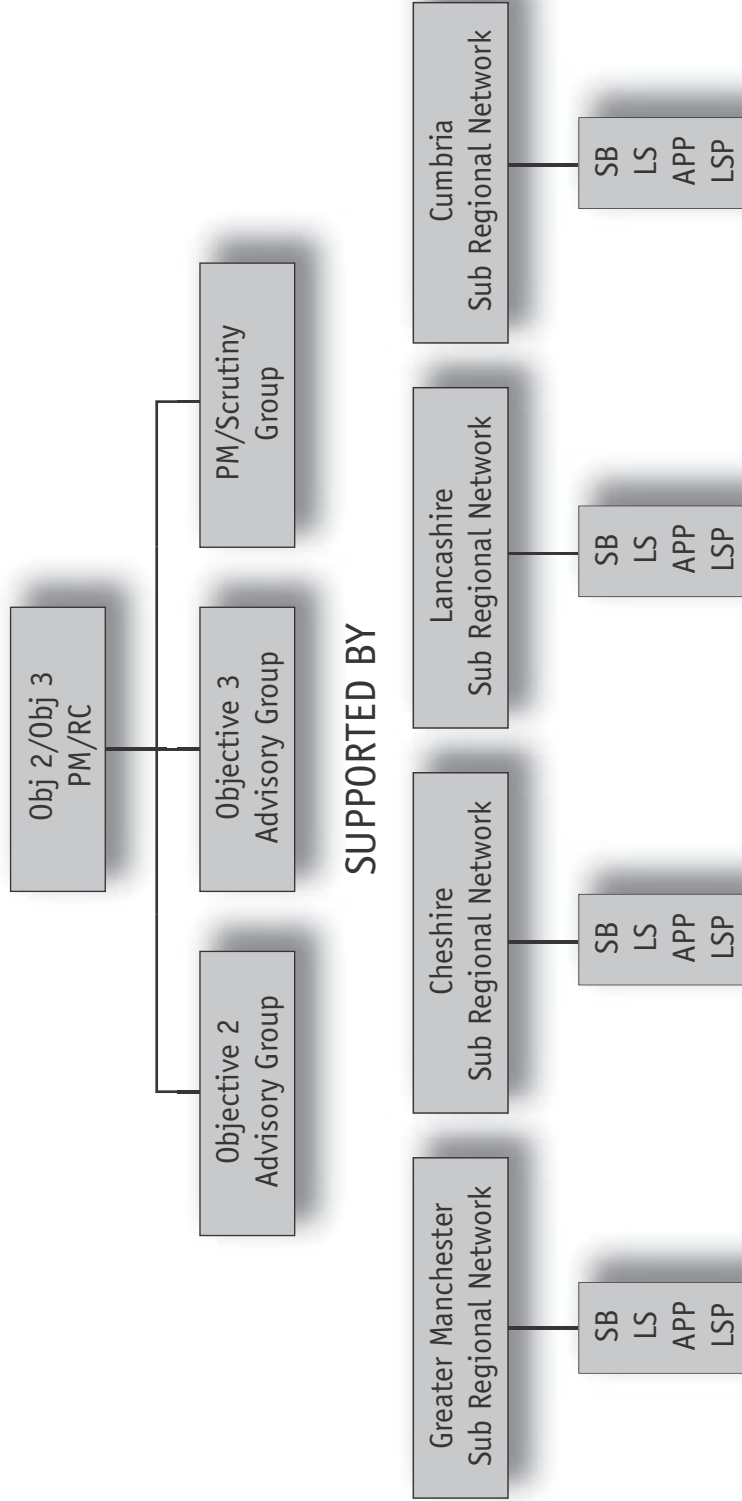 Obj 2/Obj 3
PM/RC
Objective 2
Advisory Group
Objective 3
Advisory Group
PM/Scrutiny
Group
SUPPORTED BY
Greater Manchester
Sub Regional Network
Cheshire
Sub Regional Network
Lancashire
Sub Regional Network
Cumbria
Sub Regional Network
SB
LS
APP
LSP
SB
LS
APP
LSP
SB
LS
APP
LSP
SB
LS
APP
LSP